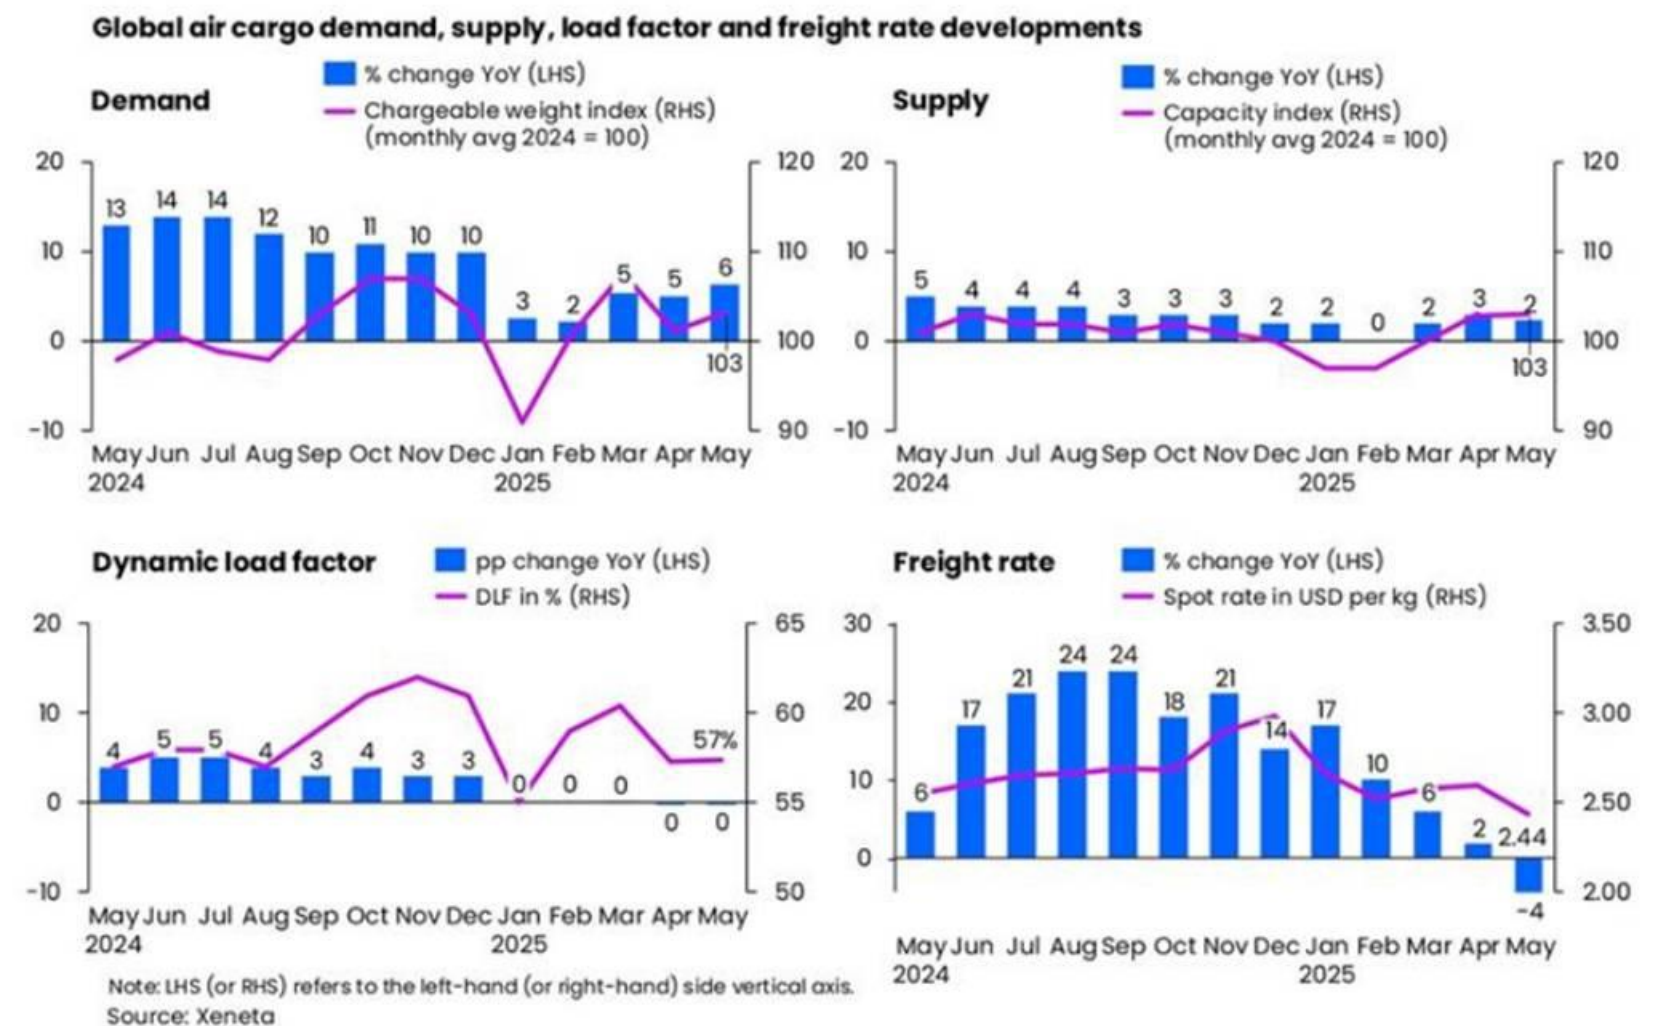 Global air cargo demand, supply, load factor and freight rate developments
Demand
% change YoY (LHS)
Chargeable weight index (RHS)
(monthly avg 2024 = 100)
20 120
13 14 14 12 10 11 10 10 3 2 5 5 6
10 110
0 100
103
-10 90
May Jun Jul Aug Sep Oct Nov Dec Jan Feb Mar Apr May
2024 2025
Supply
% change YoY (LHS)
Capacity index (RHS)
(monthly avg 2024 = 100)
20 120
10 110
5 4 4 4 3 3 3 2 2 0 2 3 2
0 100
103
-10 90
May Jun Jul Aug Sep Oct Nov Dec Jan Feb Mar Apr May
2024 2025
Dynamic load factor
pp change YoY (LHS)
DLF in % (RHS)
20 65
10 60
57%
4 5 5 4 3 4 3 3 0 0 0
0 55
0 0
-10 50
May Jun Jul Aug Sep Oct Nov Dec Jan Feb Mar Apr May
2024 2025
Freight rate
% change YoY (LHS)
Spot rate in USD per kg (RHS)
30 3.50
6 17 21 24 24 18 21 14 17 10 6 2 2.44
20 3.00
10 2.50
0 2.00
-4
May Jun Jul Aug Sep Oct Nov Dec Jan Feb Mar Apr May
2024 2025
Note: LHS (or RHS) refers to the left-hand (or right-hand) side vertical axis.
Source: Xeneta